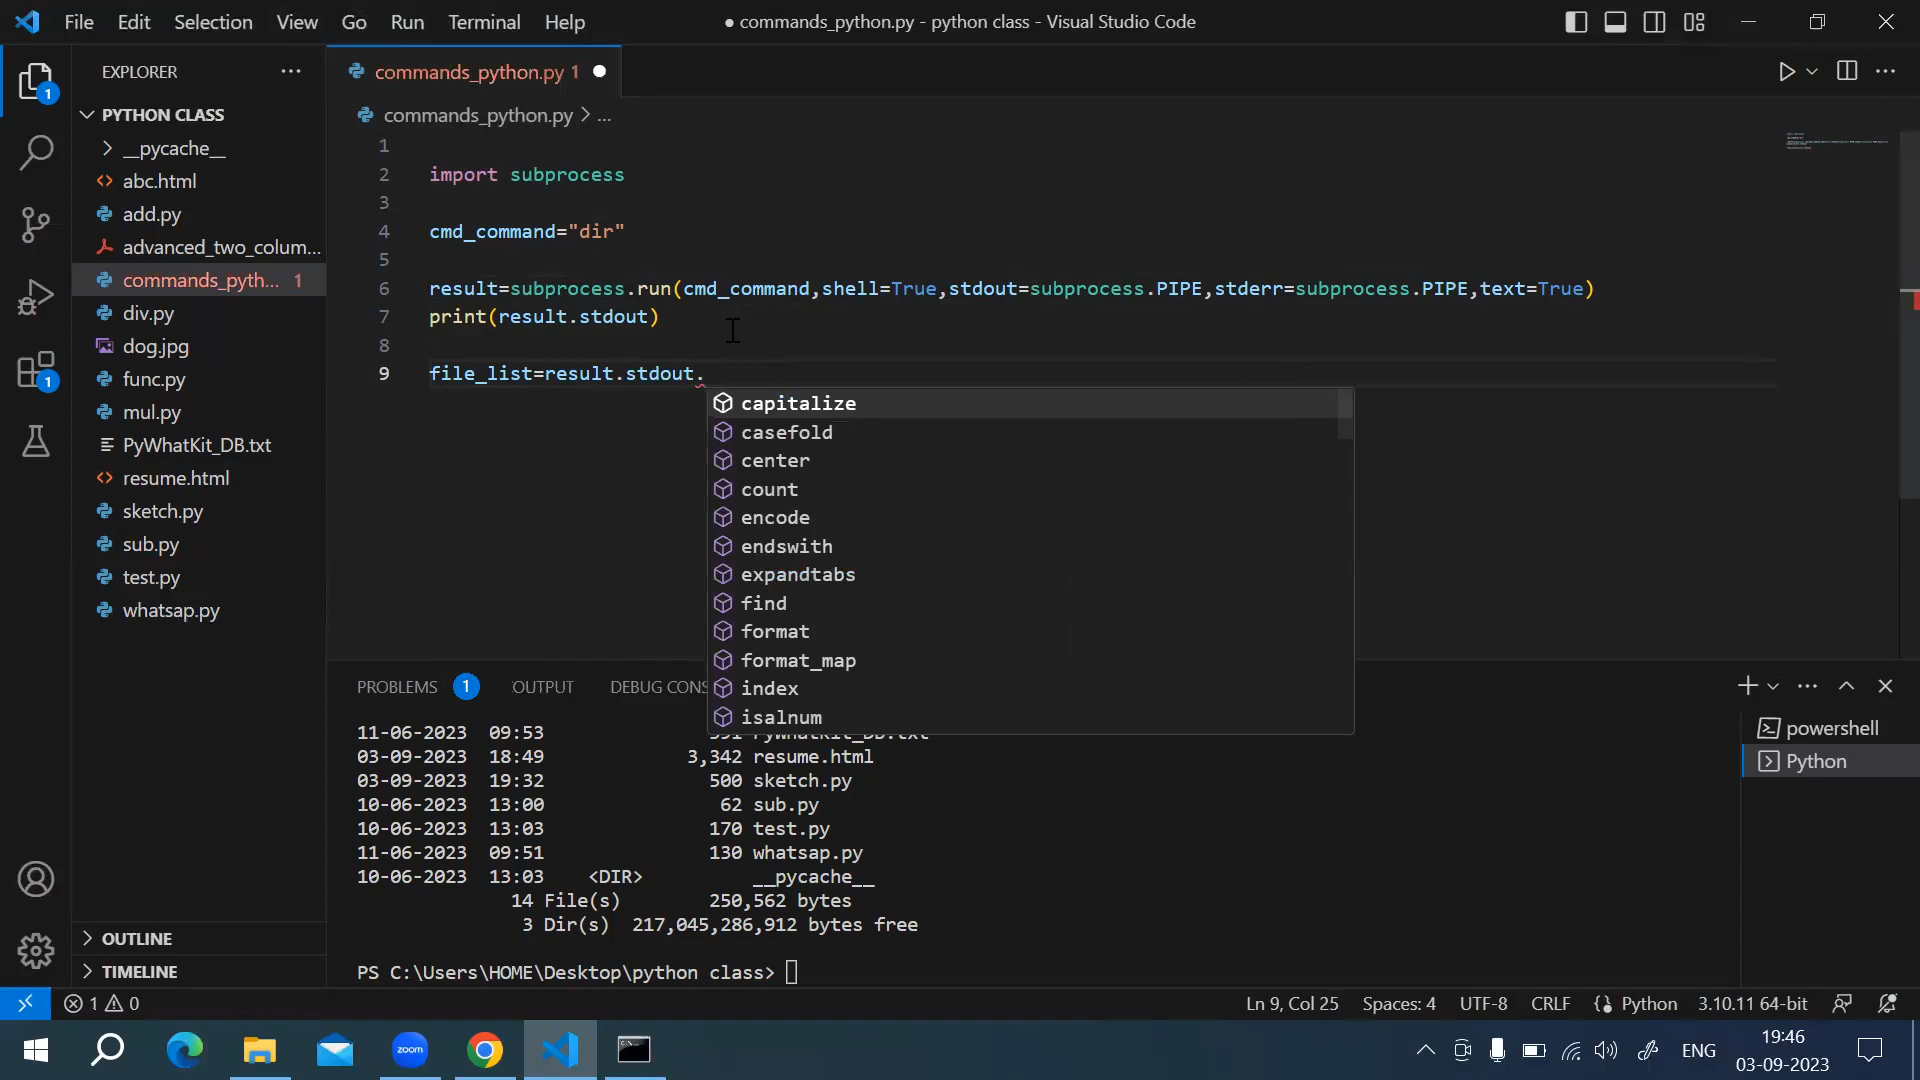 File Edit Selection View Go Run Terminal Help
● commands_python.py - python class - Visual Studio Code
EXPLORER
PYTHON CLASS
__pycache__
abc.html
add.py
advanced_two_colum...
commands_pyth... 1
div.py
dog.jpg
func.py
mul.py
PyWhatKit_DB.txt
resume.html
sketch.py
sub.py
test.py
whatsap.py
OUTLINE
TIMELINE
1
1
commands_python.py 1
commands_python.py > ...
1
2 import subprocess
3
4 cmd_command="dir"
5
6 result=subprocess.run(cmd_command,shell=True,stdout=subprocess.PIPE,stderr=subprocess.PIPE,text=True)
7 print(result.stdout)
8
9 file_list=result.stdout.
capitalize
casefold
center
count
encode
endswith
expandtabs
find
format
format_map
index
isalnum
PROBLEMS 1 OUTPUT DEBUG CONS
11-06-2023 09:53
03-09-2023 18:49 3,342 resume.html
03-09-2023 19:32 500 sketch.py
10-06-2023 13:00 62 sub.py
10-06-2023 13:03 170 test.py
11-06-2023 09:51 130 whatsap.py
10-06-2023 13:03 <DIR> __pycache__
14 File(s) 250,562 bytes
3 Dir(s) 217,045,286,912 bytes free
PS C:\Users\HOME\Desktop\python class>
powershell
Python
1 0
Ln 9, Col 25 Spaces: 4 UTF-8 CRLF Python 3.10.11 64-bit
zoom
ENG
19:46
03-09-2023